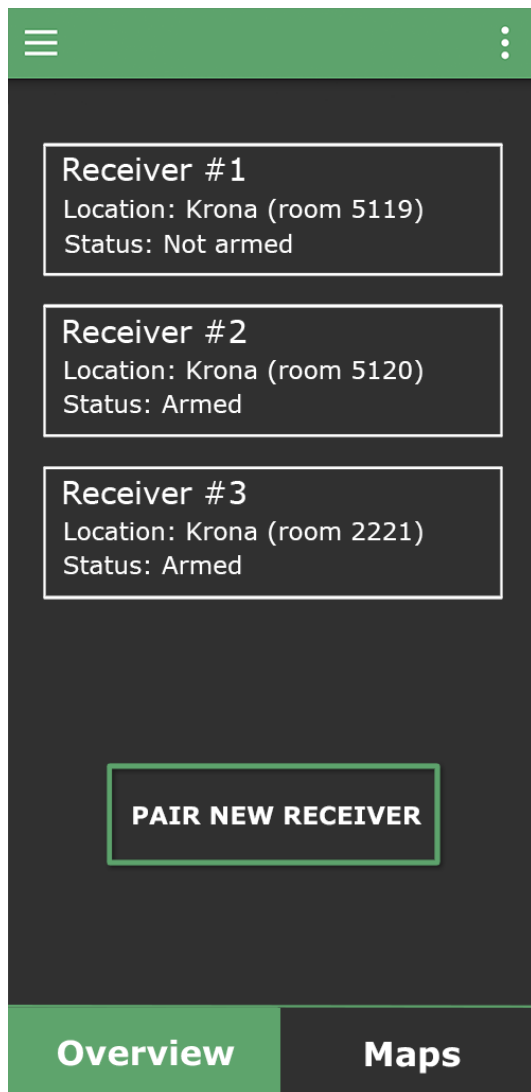 Receiver #1
Location: Krona (room 5119)
Status: Not armed
Receiver #2
Location: Krona (room 5120)
Status: Armed
Receiver #3
Location: Krona (room 2221)
Status: Armed
PAIR NEW RECEIVER
Overview
Maps